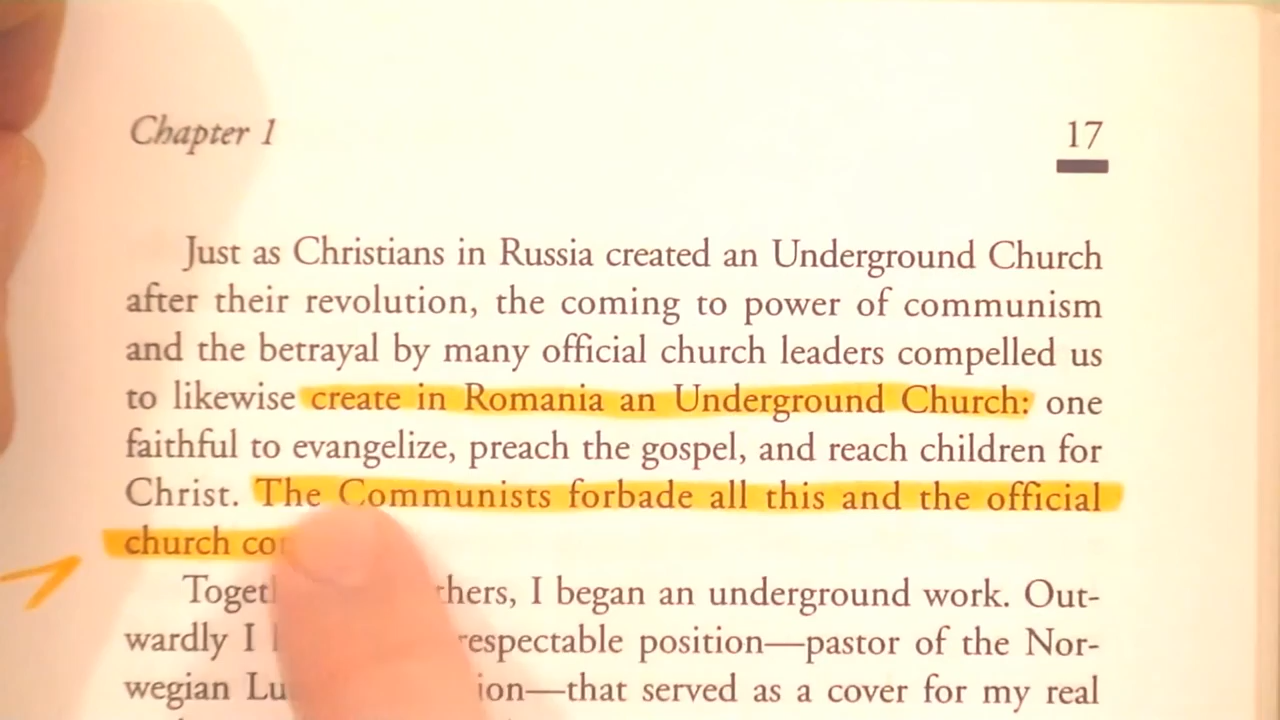 Chapter 1
17
Just as Christians in Russia created an Underground Church
after their revolution, the coming to power of communism
and the betrayal by many official church leaders compelled us
to likewise create in Romania an Underground Church: one
faithful to evangelize, preach the gospel, and reach children for
Christ. The Communists forbade all this and the official
church
I began an underground work. Out-
wardly I respectable position—pastor of the Nor-
wegian that served as a cover for my real